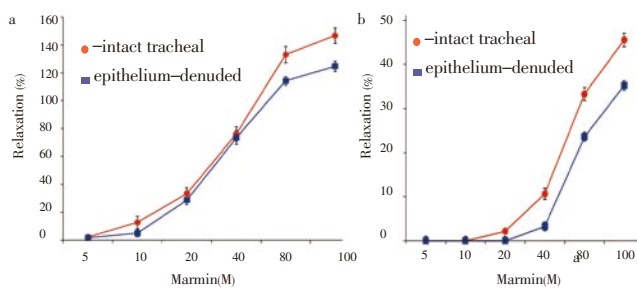 a
160
140
120
100
80
60
40
20
0
Relaxation (%)
–intact tracheal
epithelium–denuded
5 10 20 40 80 100
Marmin(M)
b
50
40
30
20
10
0
Relaxation (%)
–intact tracheal
epithelium–denuded
5 10 20 40 80 100
a
Marmin(M)